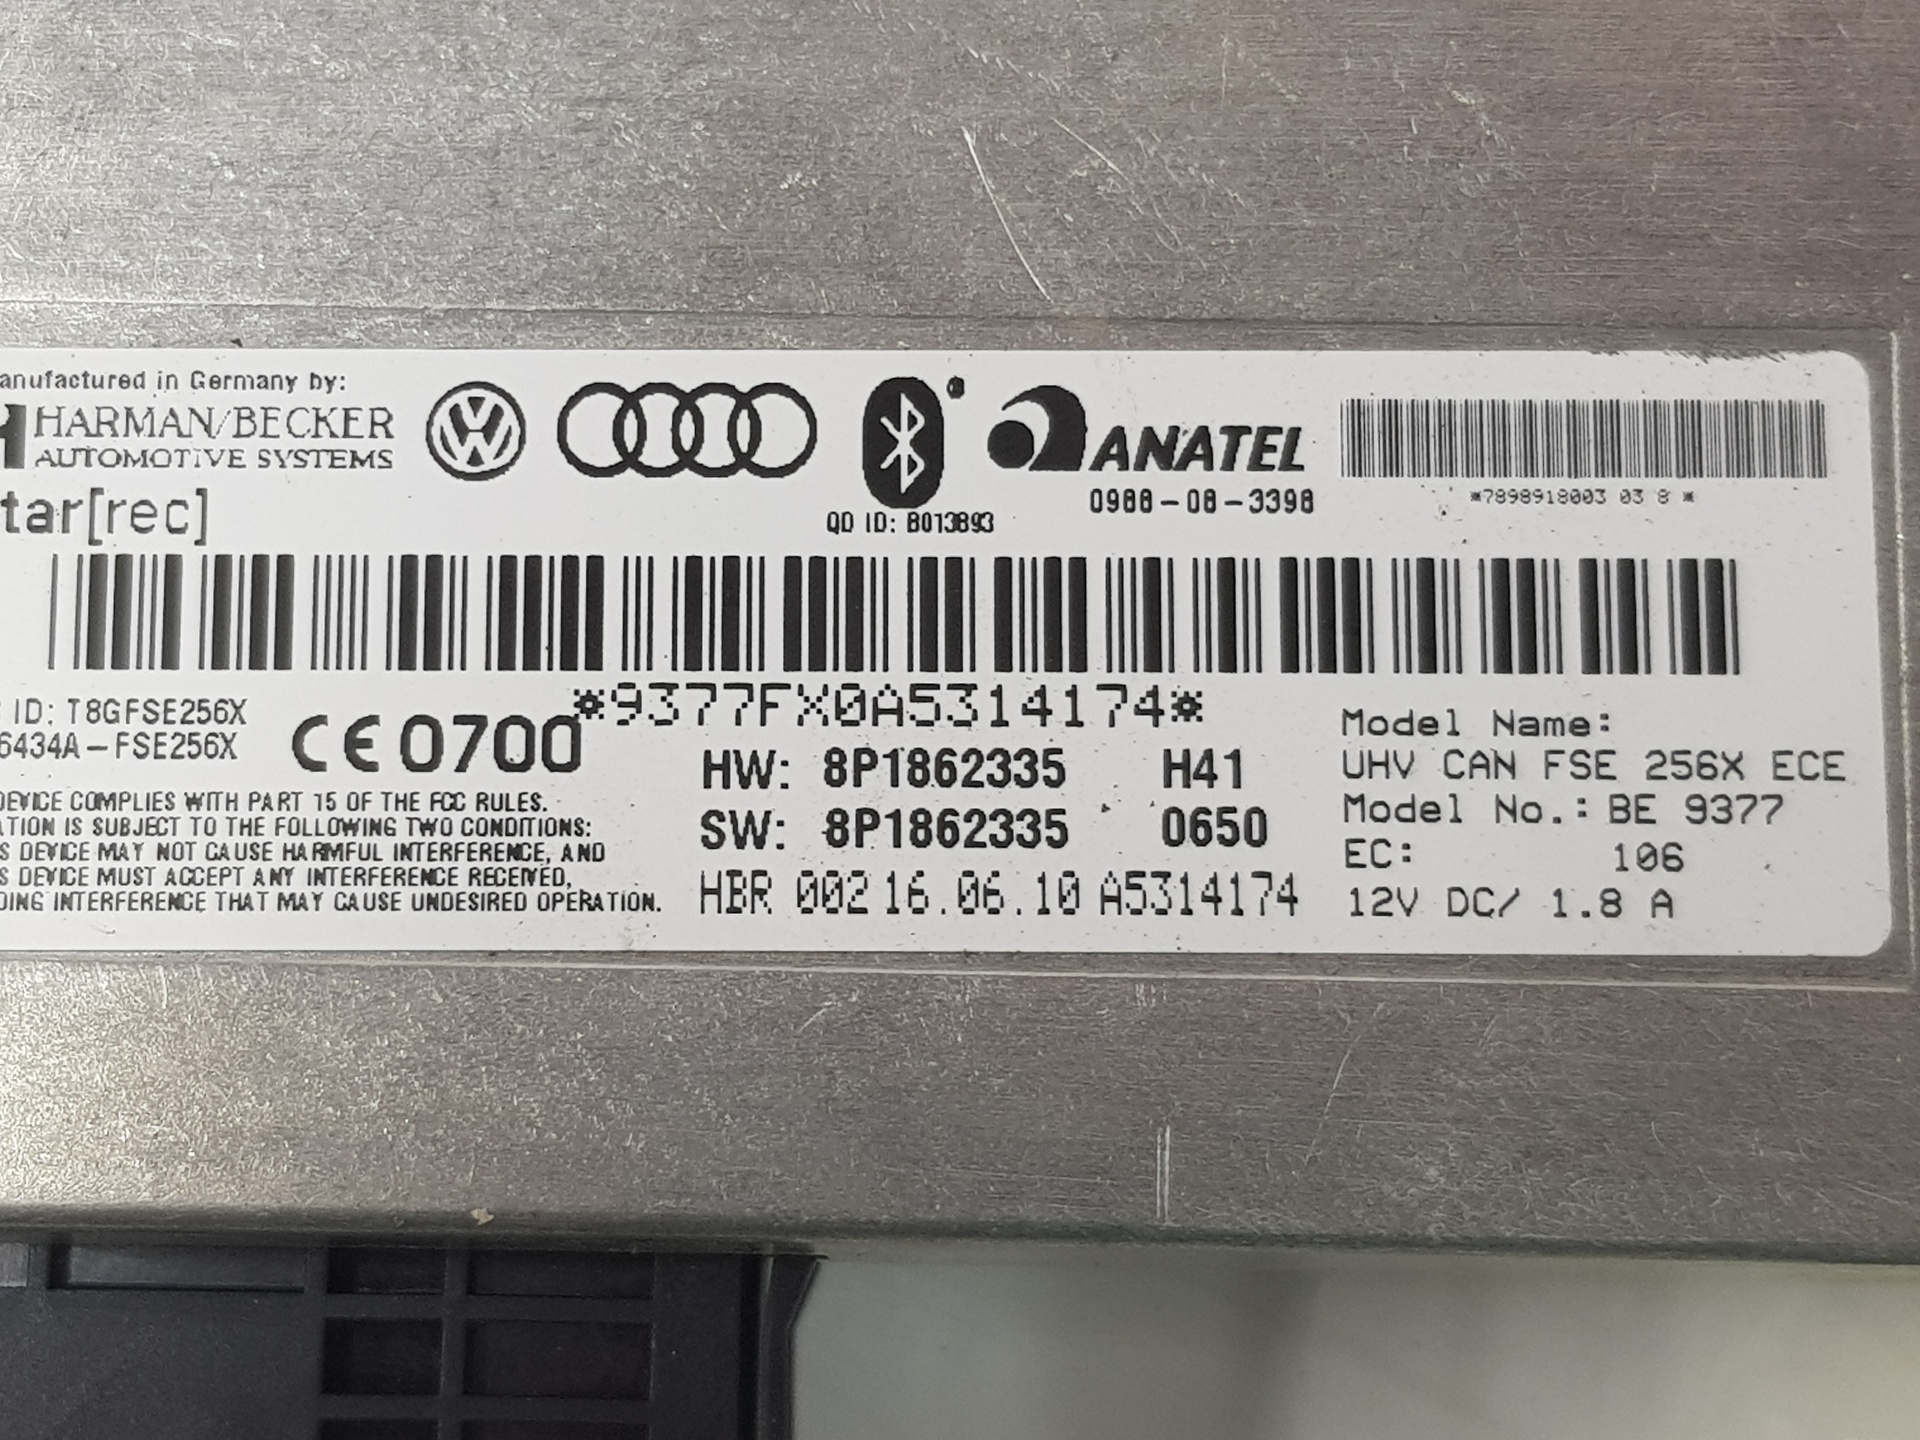 anufactured in Germany by:
HARMAN/BECKER
AUTOMOTIVE SYSTEMS
tar[rec]
QD ID: B013893
ANATEL
0988-08-3398
*7898918003 03 8 *
*9377FX0A5314174*
ID: T8GFSE256X
6434A-FSE256X
CE 0700
DEVICE COMPLIES WITH PART 15 OF THE FCC RULES.
ATION IS SUBJECT TO THE FOLLOWING TWO CONDITIONS:
S DEVICE MAY NOT CAUSE HARMFUL INTERFERENCE, AND
S DEVICE MUST ACCEPT ANY INTERFERENCE RECEIVED,
DING INTERFERENCE THAT MAY CAUSE UNDESIRED OPERATION.
HW: 8P1862335 H41
SW: 8P1862335 0650
HBR 002 16.06.10 A5314174
Model Name:
UHV CAN FSE 256X ECE
Model No.: BE 9377
EC: 106
12V DC/ 1.8 A